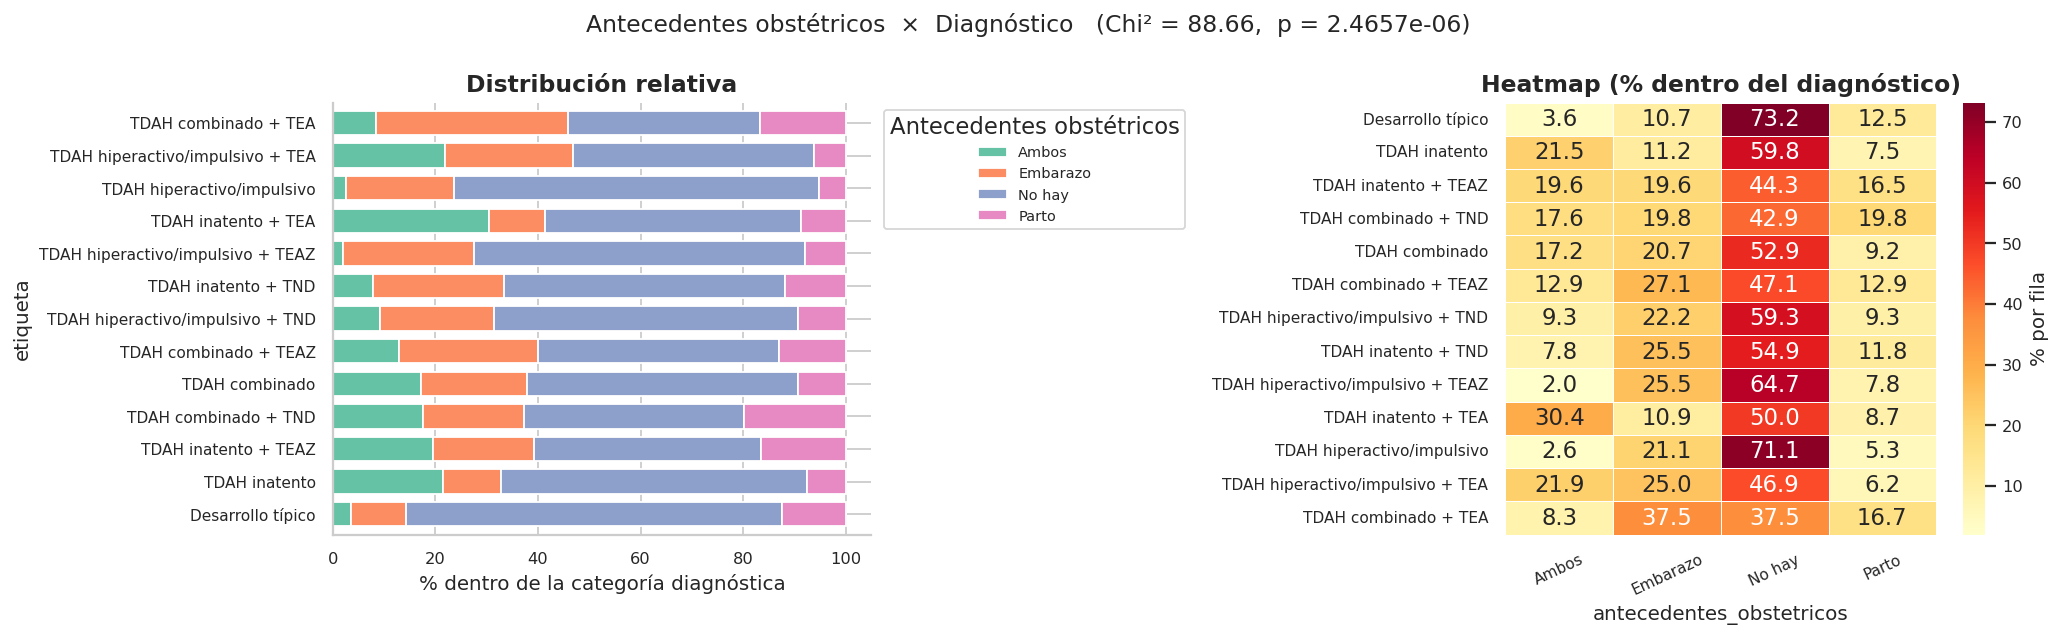 Antecedentes obstétricos × Diagnóstico (Chi² = 88.66, p = 2.4657e-06)
Distribución relativa
etiqueta
TDAH combinado + TEA
TDAH hiperactivo/impulsivo + TEA
TDAH hiperactivo/impulsivo
TDAH inatento + TEA
TDAH hiperactivo/impulsivo + TEAZ
TDAH inatento + TND
TDAH hiperactivo/impulsivo + TND
TDAH combinado + TEAZ
TDAH combinado
TDAH combinado + TND
TDAH inatento + TEAZ
TDAH inatento
Desarrollo típico
0 20 40 60 80 100
% dentro de la categoría diagnóstica
Antecedentes obstétricos
Ambos
Embarazo
No hay
Parto
Heatmap (% dentro del diagnóstico)
Desarrollo típico 3.6 10.7 73.2 12.5
TDAH inatento 21.5 11.2 59.8 7.5
TDAH inatento + TEAZ 19.6 19.6 44.3 16.5
TDAH combinado + TND 17.6 19.8 42.9 19.8
TDAH combinado 17.2 20.7 52.9 9.2
TDAH combinado + TEAZ 12.9 27.1 47.1 12.9
TDAH hiperactivo/impulsivo + TND 9.3 22.2 59.3 9.3
TDAH inatento + TND 7.8 25.5 54.9 11.8
TDAH hiperactivo/impulsivo + TEAZ 2.0 25.5 64.7 7.8
TDAH inatento + TEA 30.4 10.9 50.0 8.7
TDAH hiperactivo/impulsivo 2.6 21.1 71.1 5.3
TDAH hiperactivo/impulsivo + TEA 21.9 25.0 46.9 6.2
TDAH combinado + TEA 8.3 37.5 37.5 16.7
Ambos Embarazo No hay Parto
antecedentes_obstetricos
70
60
50
40
30
20
10
% por fila